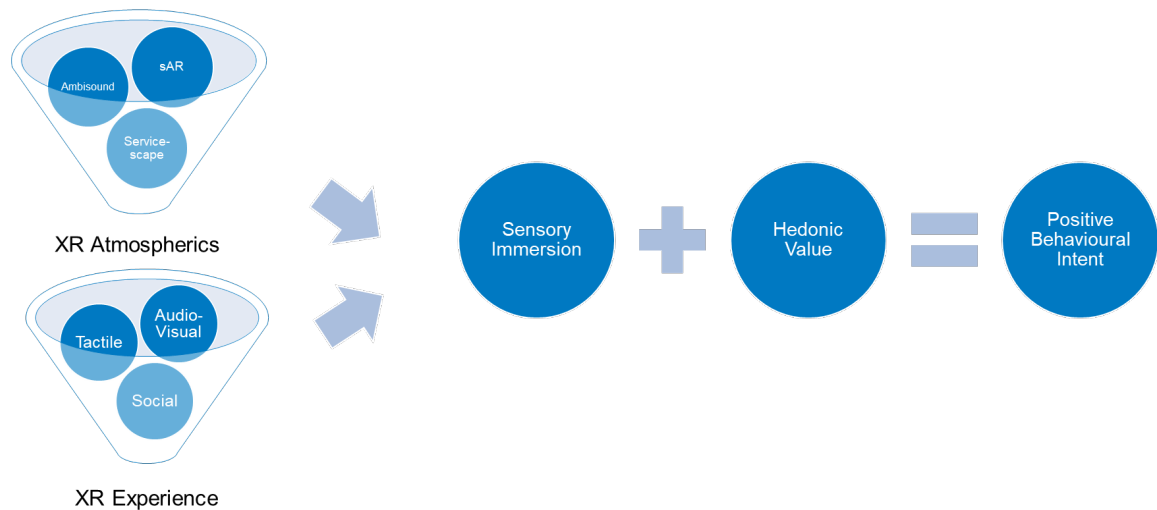 Ambisound
sAR
Service-
scape
XR Atmospherics
Tactile
Audio-
Visual
Social
XR Experience
Sensory
Immersion
Hedonic
Value
Positive
Behavioural
Intent